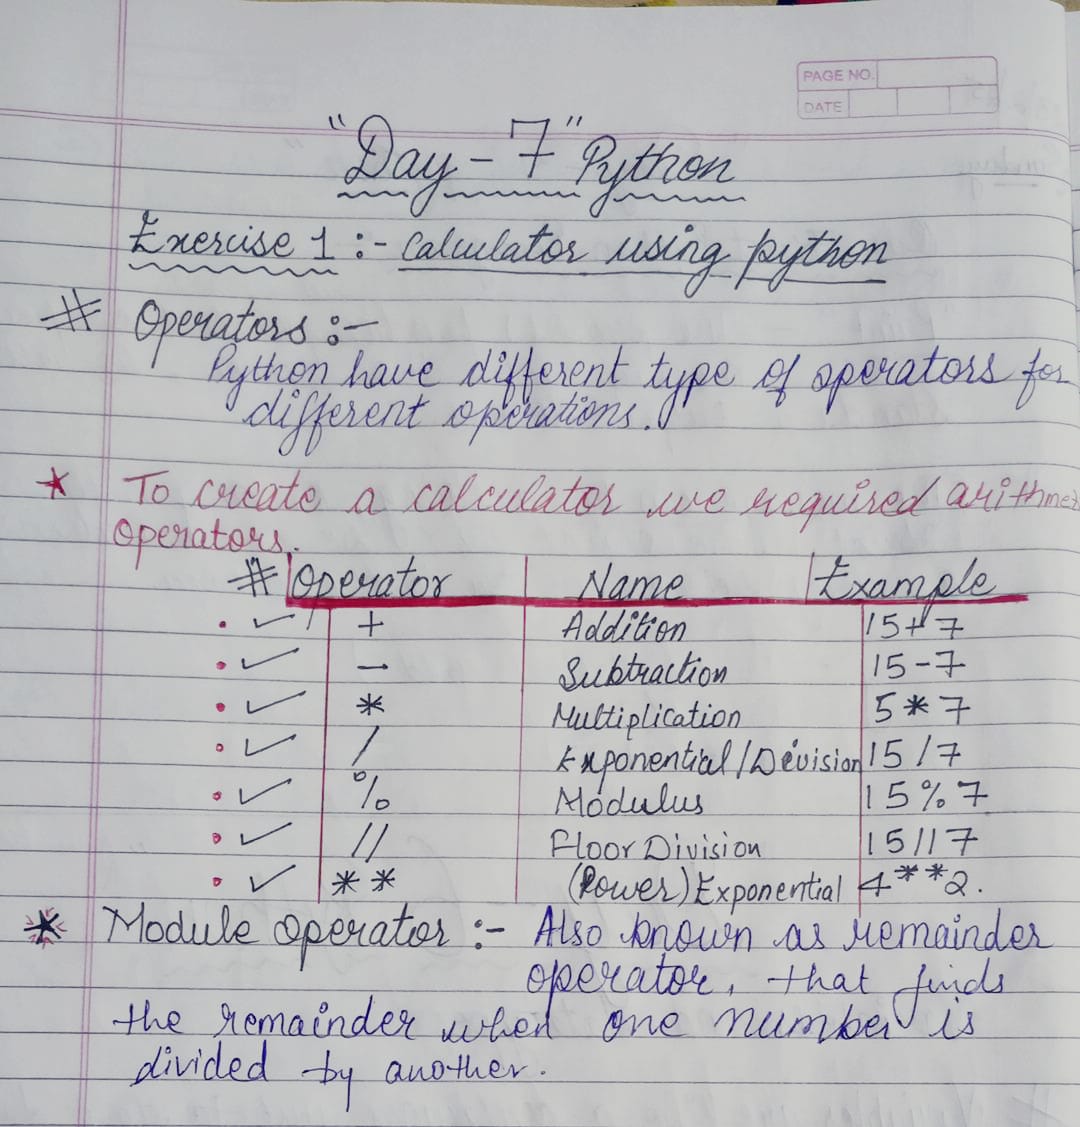 PAGE NO.
DATE
"Day - 7" Python
Exercise 1 :- calculator using python
# Operators :-
Python have different type of operators for
different operations.
* To create a calculator we required arithmet
operators.
# Operator Name Example
+ Addition 15+7
- Subtraction 15-7
* Multiplication 5*7
/ Exponential/Division 15/7
% Modulus 15%7
// Floor Division 15//7
** (Power) Exponential 4**2.
* Module operator :- Also known as remainder
operator, that finds
the remainder when one number is
divided by another.